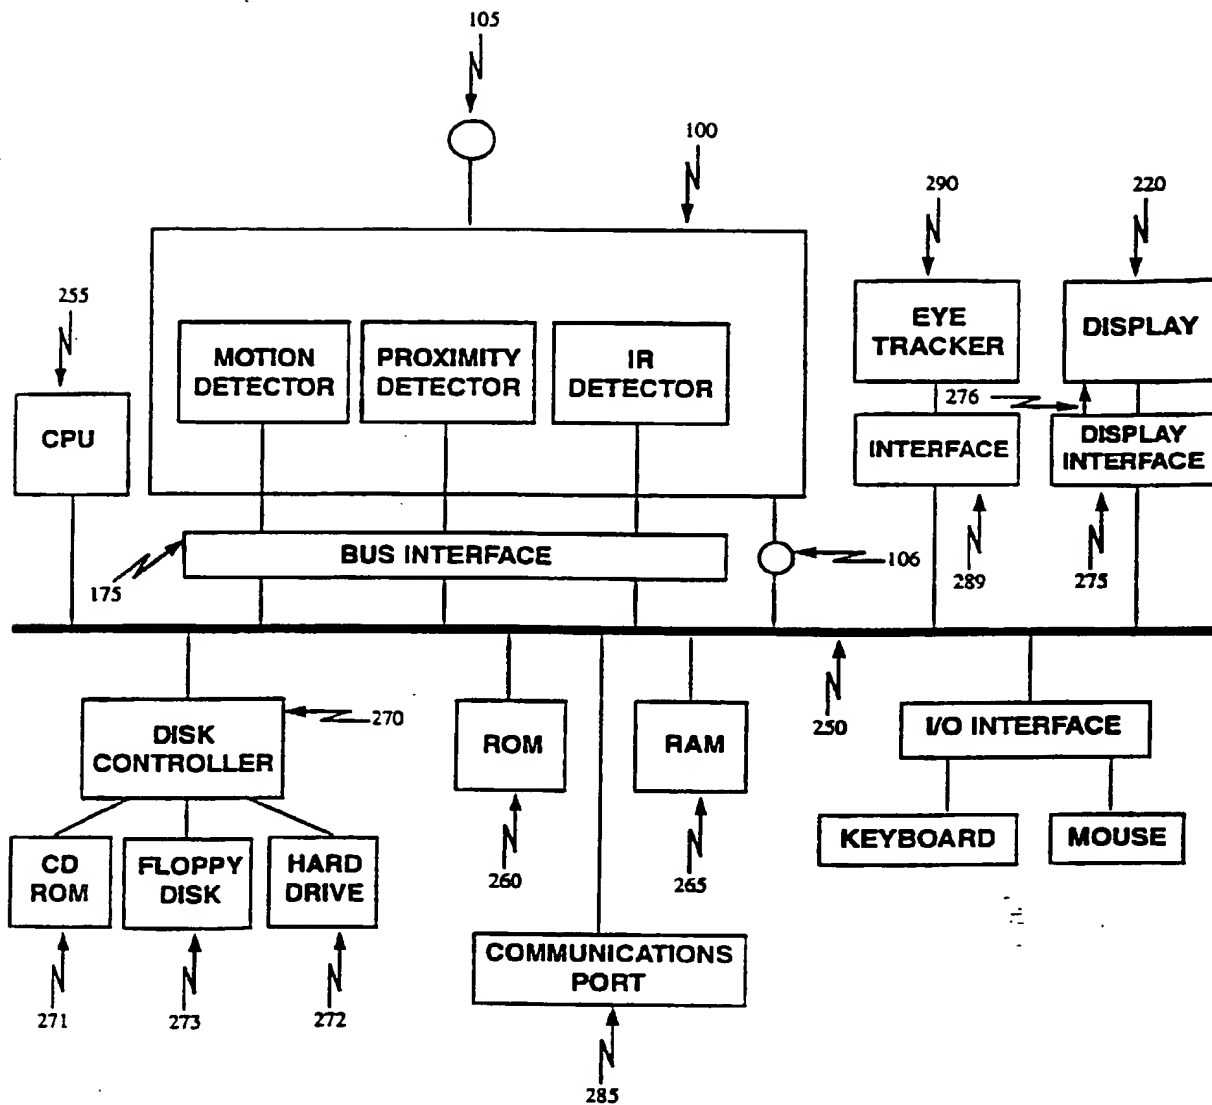 105
100
290
220
255
EYE
TRACKER
DISPLAY
MOTION
DETECTOR
PROXIMITY
DETECTOR
IR
DETECTOR
276
CPU
INTERFACE
DISPLAY
INTERFACE
BUS INTERFACE
175
106
289
275
270
250
DISK
CONTROLLER
ROM
RAM
I/O INTERFACE
KEYBOARD
MOUSE
CD
ROM
FLOPPY
DISK
HARD
DRIVE
260
265
COMMUNICATIONS
PORT
271
273
272
285